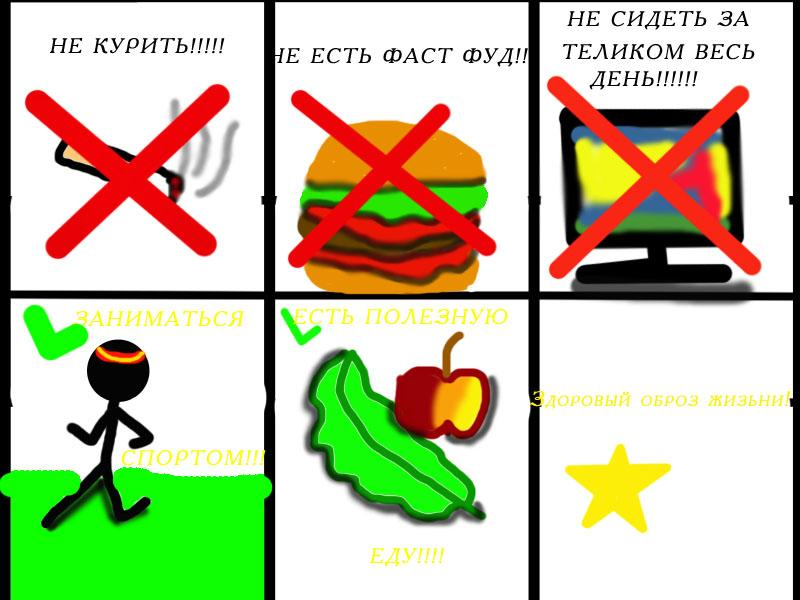 НЕ КУРИТЬ!!!!!
НЕ ЕСТЬ ФАСТ ФУД!!
НЕ СИДЕТЬ ЗА
ТЕЛИКОМ ВЕСЬ
ДЕНЬ!!!!!!
ЗАНИМАТЬСЯ
СПОРТОМ!!!
ЕСТЬ ПОЛЕЗНУЮ
ЕДУ!!!!
Здоровый оброз жизьни!